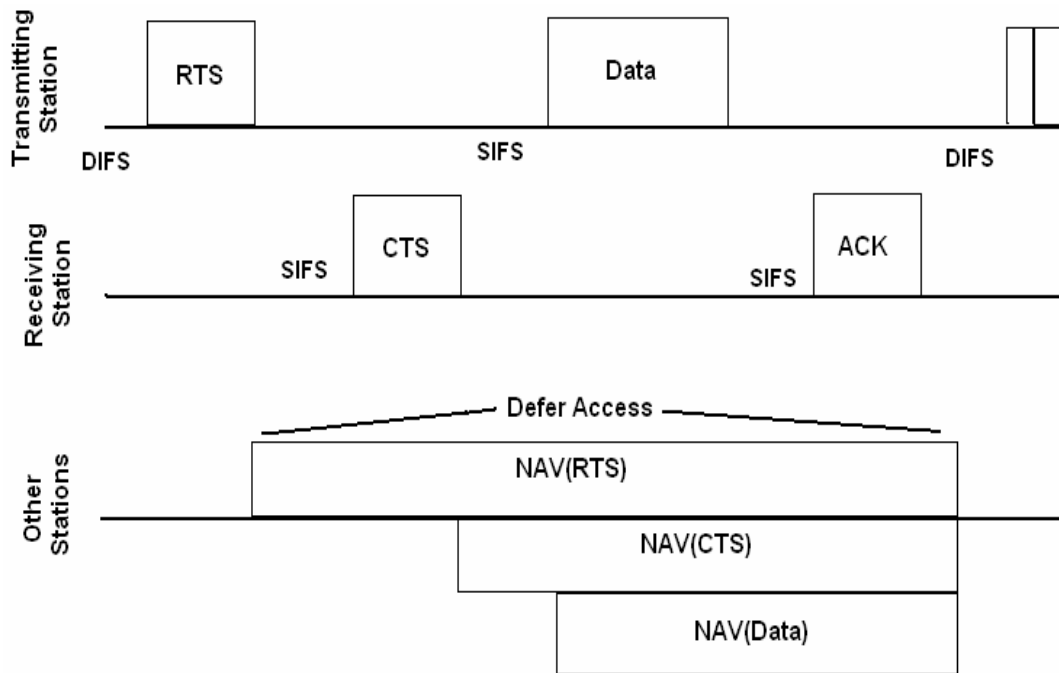 Transmitting
Station
RTS
Data
DIFS
SIFS
DIFS
Receiving
Station
SIFS
CTS
SIFS
ACK
Defer Access
Other
Stations
NAV(RTS)
NAV(CTS)
NAV(Data)